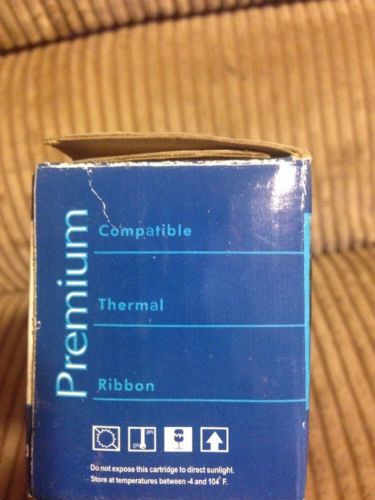 Premium
Compatible
Thermal
Ribbon
Do not expose this cartridge to direct sunlight.
Store at temperatures between -4 and 104°F.